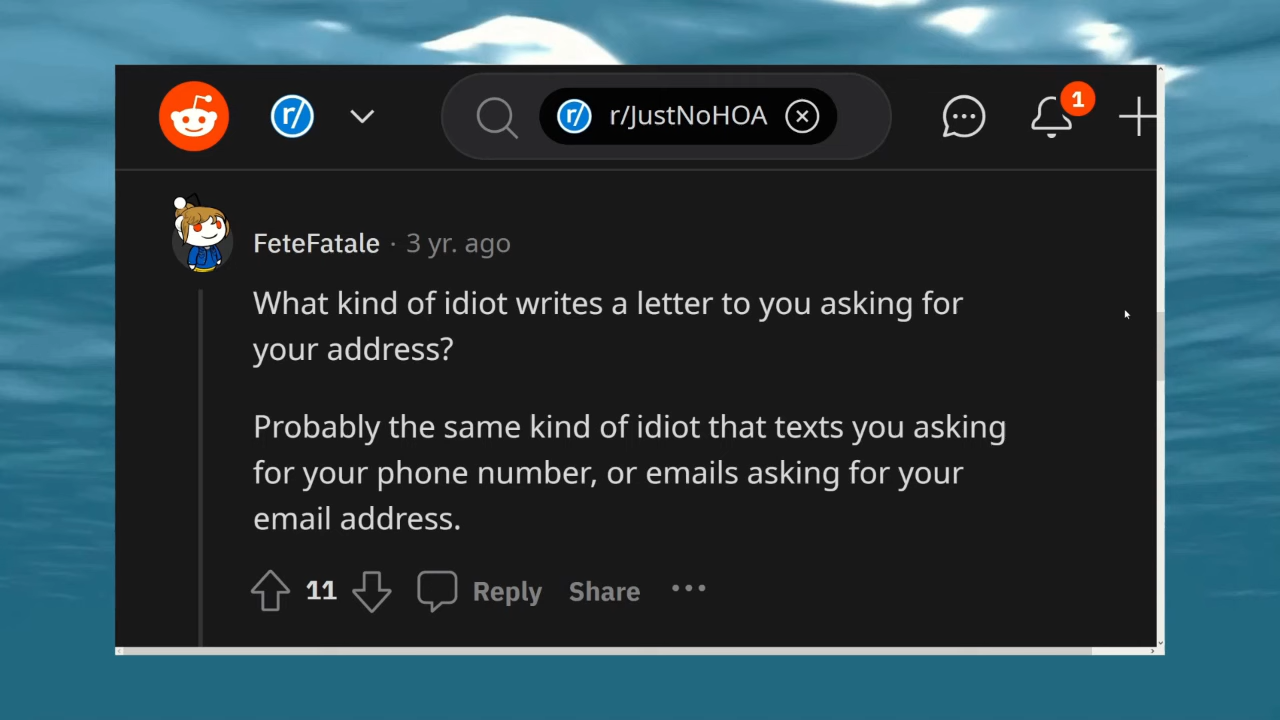 r/ r/JustNoHOA 1
FeteFatale · 3 yr. ago
What kind of idiot writes a letter to you asking for
your address?
Probably the same kind of idiot that texts you asking
for your phone number, or emails asking for your
email address.
11 Reply Share ···